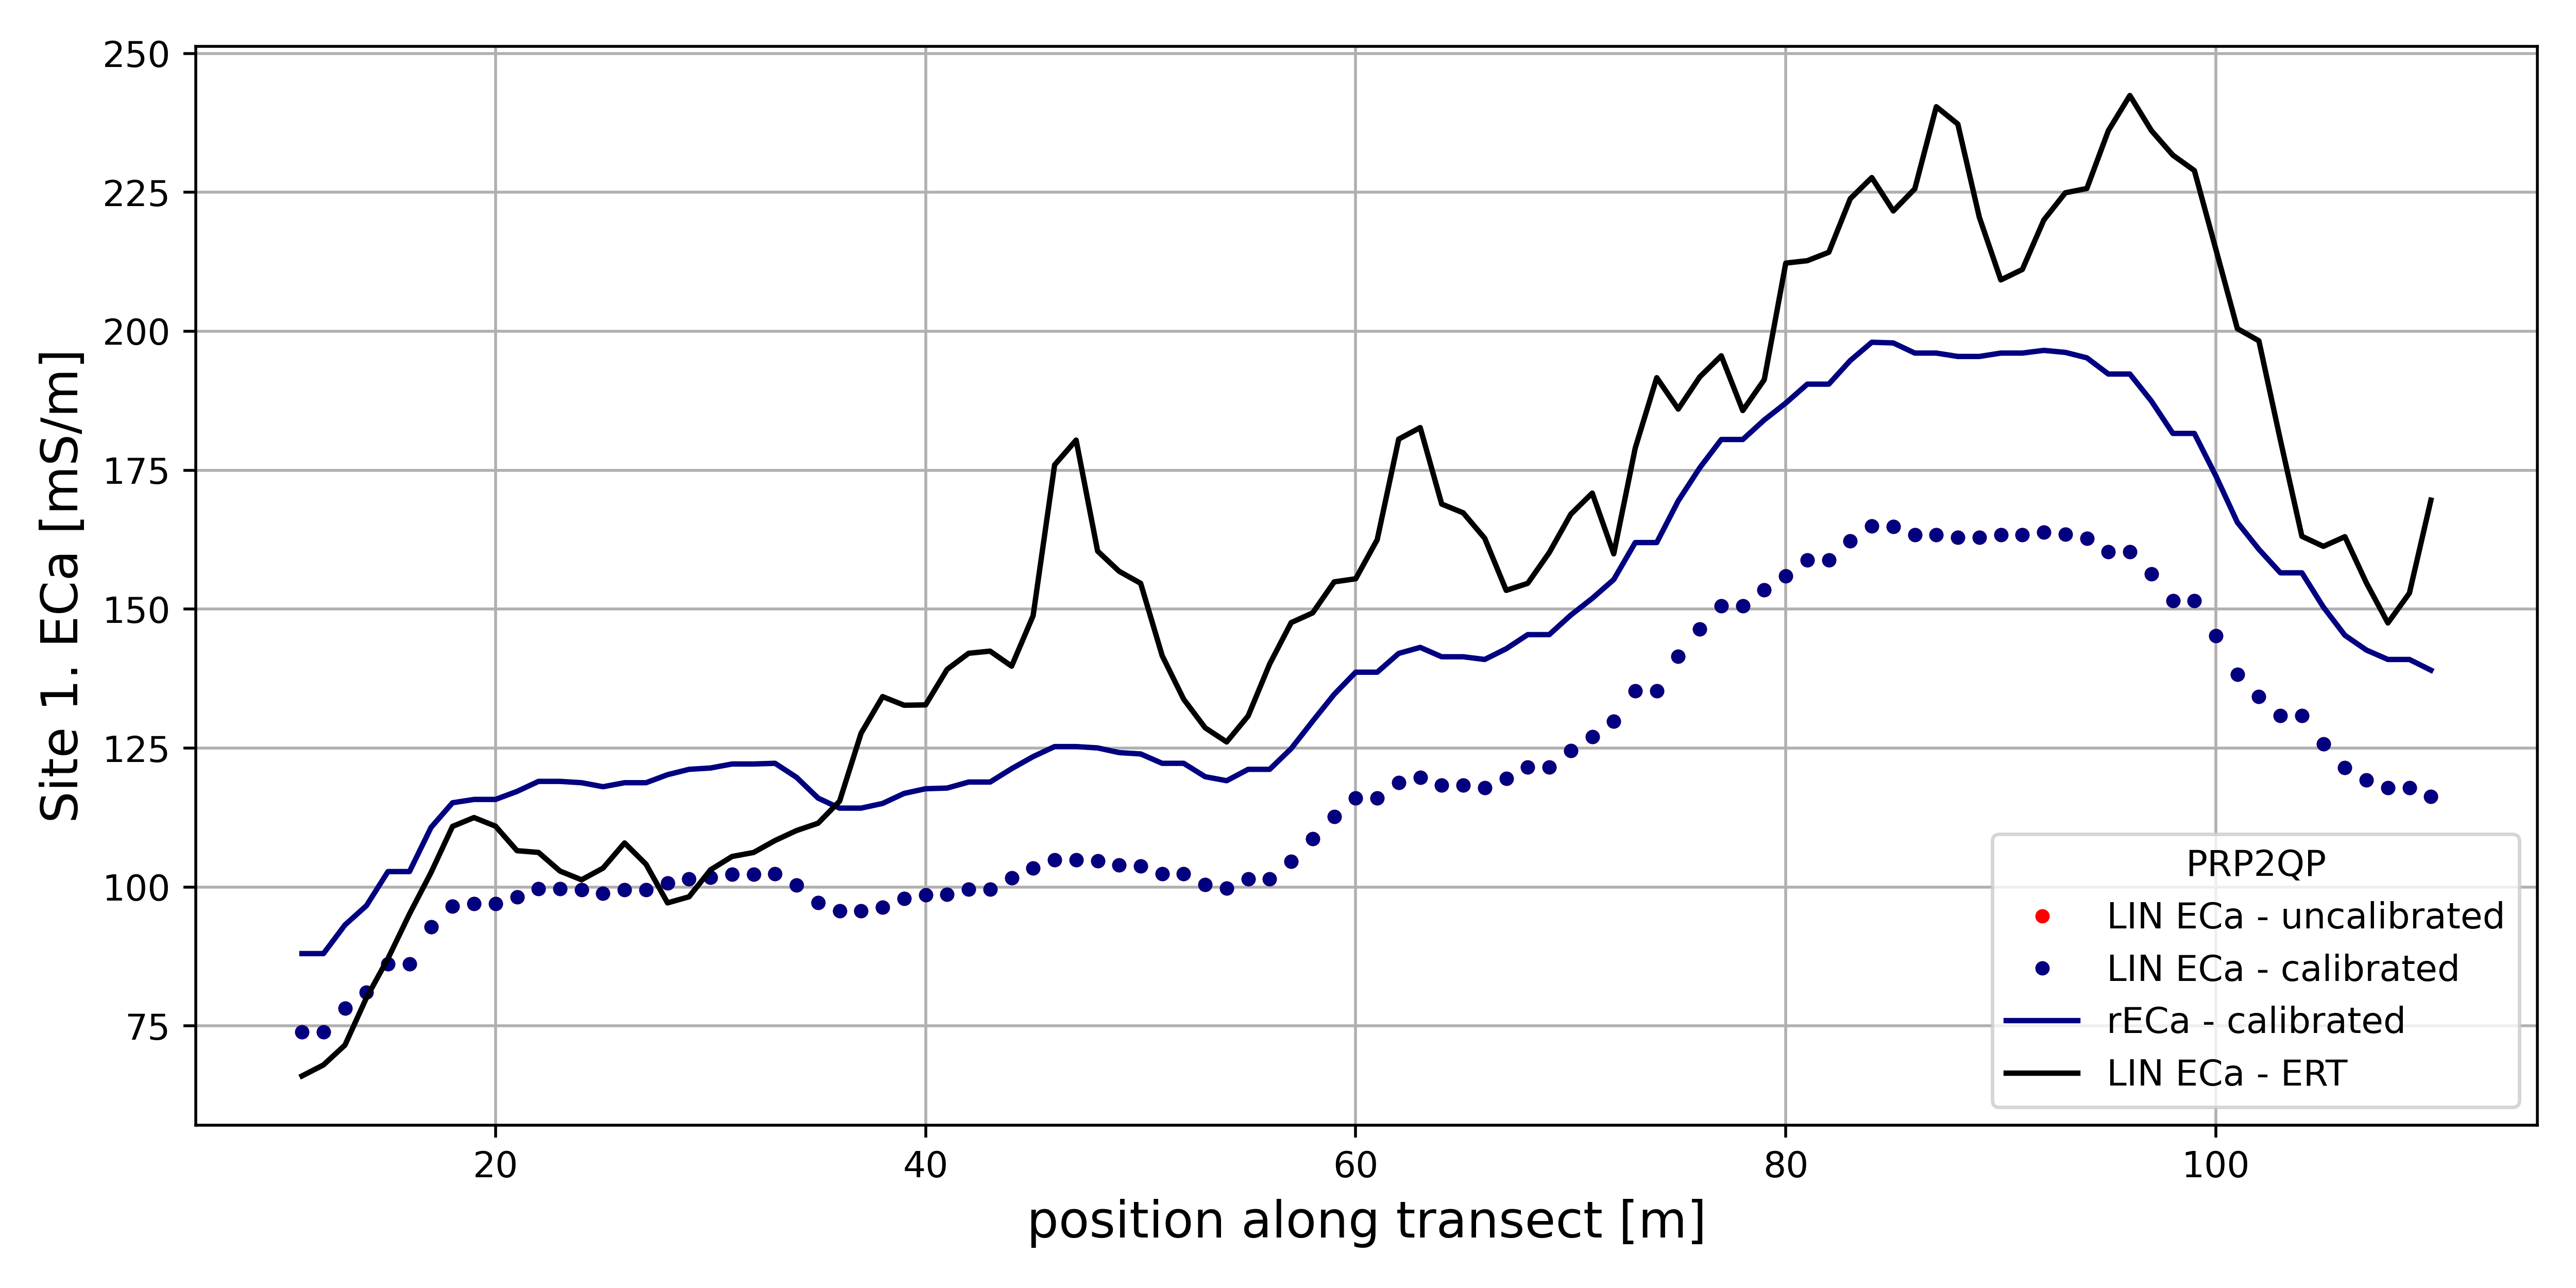 250
225
200
175
150
125
100
75
Site 1. ECa [mS/m]
20 40 60 80 100
position along transect [m]
PRP2QP
LIN ECa - uncalibrated
LIN ECa - calibrated
rECa - calibrated
LIN ECa - ERT